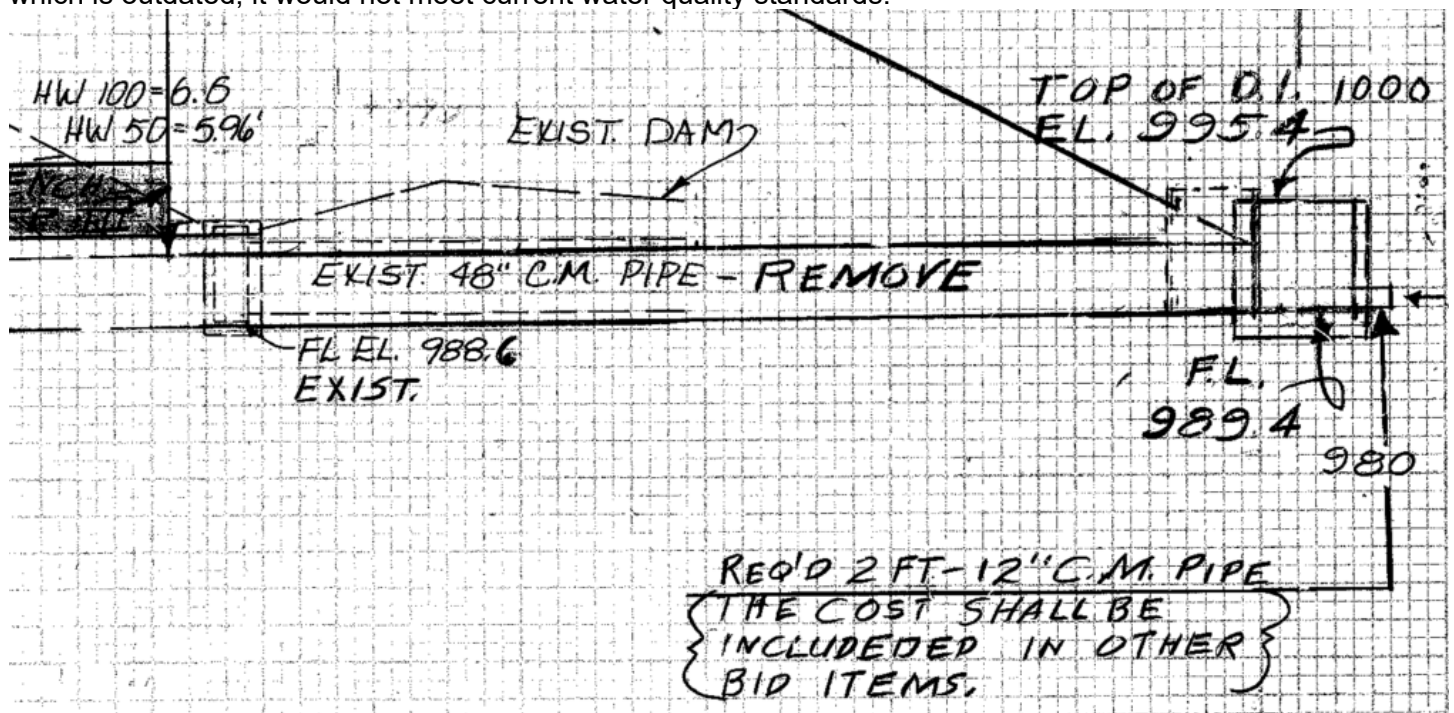 which is outdated, it would not meet current water quality standards.
HW 100=6.6
HW 50=5.96'
EXIST. DAM
TOP OF D.I. 1000
EL. 995.4
EXIST. 48" C.M. PIPE - REMOVE
FL EL. 988.6
EXIST.
F.L.
989.4
980
REQ'D 2 FT-12" C.M. PIPE
THE COST SHALL BE
INCLUDEDED IN OTHER
BID ITEMS.